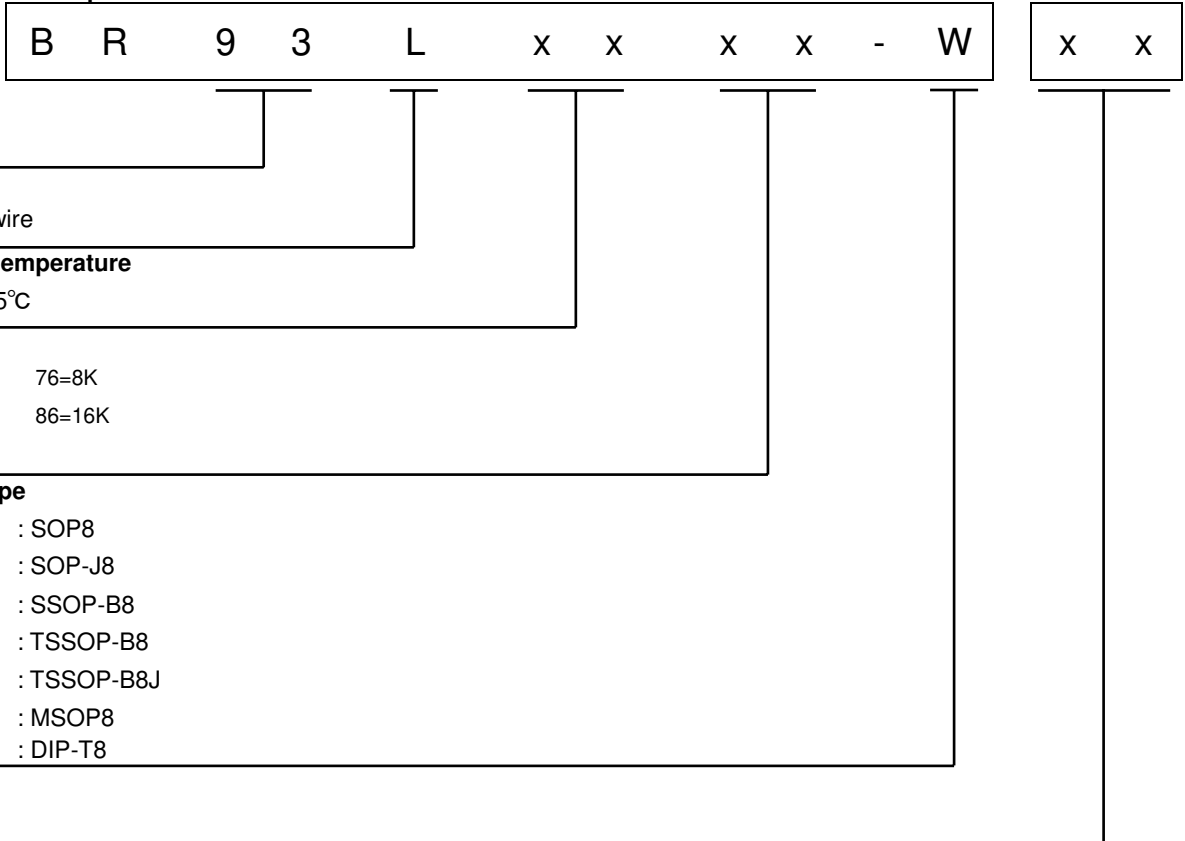 B R 9 3 L x x x x - W x x
wire
emperature
5°C
76=8K
86=16K
pe
: SOP8
: SOP-J8
: SSOP-B8
: TSSOP-B8
: TSSOP-B8J
: MSOP8
: DIP-T8